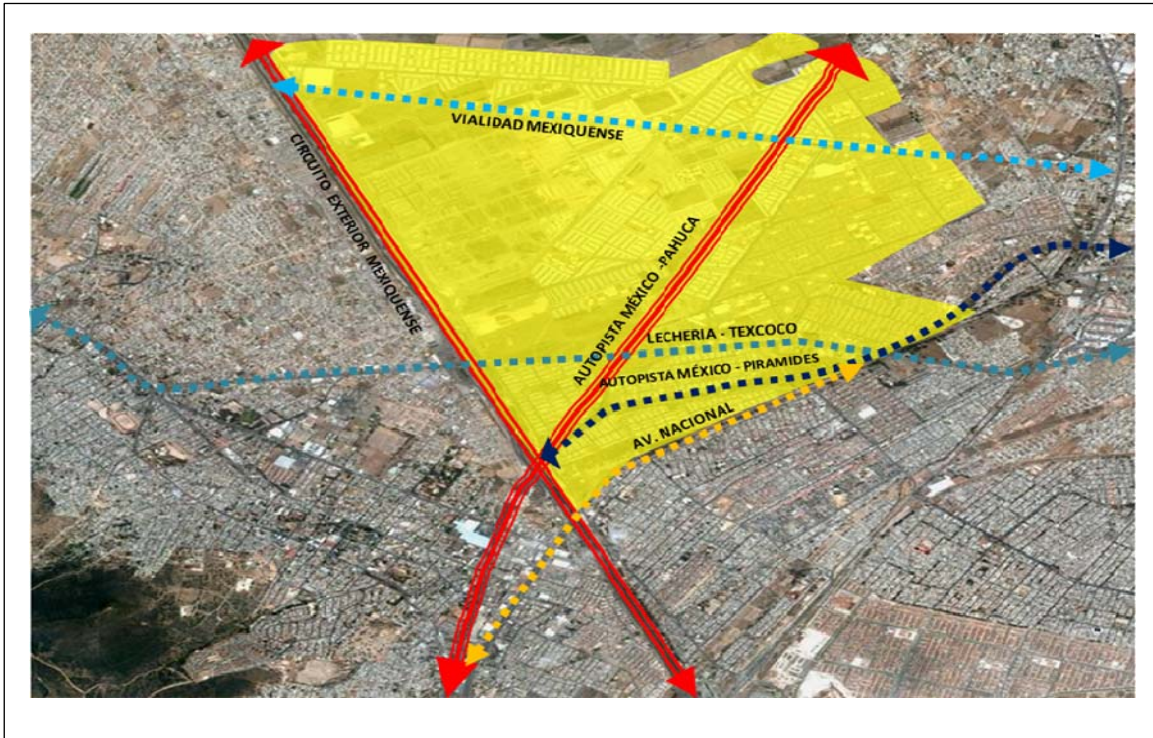 VIALIDAD MEXIQUENSE
CIRCUITO EXTERIOR MEXIQUENSE
AUTOPISTA MÉXICO -PAHUCA
LECHERIA - TEXCOCO
AUTOPISTA MÉXICO - PIRAMIDES
AV. NACIONAL